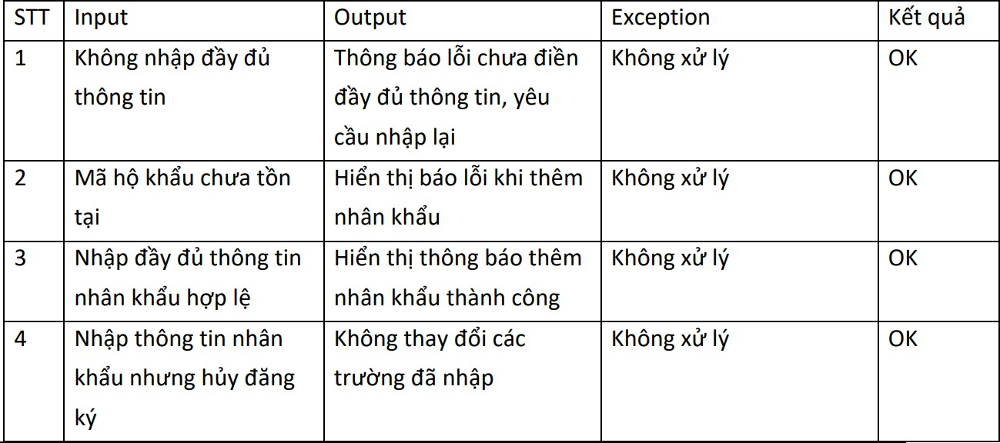 STT Input Output Exception Kết quả
1 Không nhập đầy đủ Thông báo lỗi chưa điền Không xử lý OK
thông tin đầy đủ thông tin, yêu
cầu nhập lại
2 Mã hộ khẩu chưa tồn Hiển thị báo lỗi khi thêm Không xử lý OK
tại nhân khẩu
3 Nhập đầy đủ thông tin Hiển thị thông báo thêm Không xử lý OK
nhân khẩu hợp lệ nhân khẩu thành công
4 Nhập thông tin nhân Không thay đổi các Không xử lý OK
khẩu nhưng hủy đăng trường đã nhập
ký